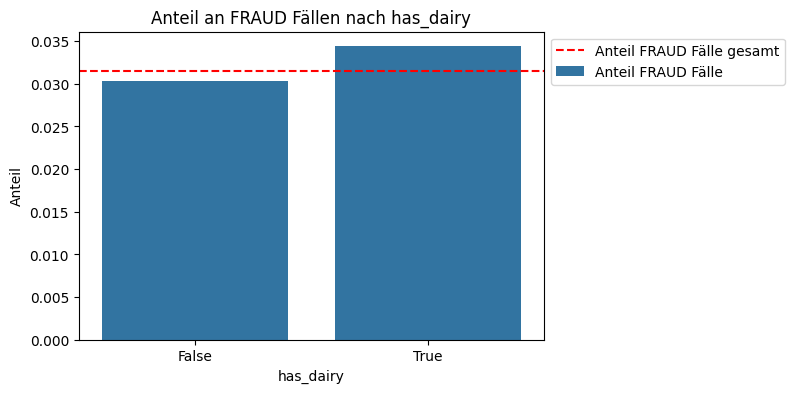 Anteil an FRAUD Fällen nach has_dairy
Anteil FRAUD Fälle gesamt
Anteil FRAUD Fälle
Anteil
0.035
0.030
0.025
0.020
0.015
0.010
0.005
0.000
False
True
has_dairy